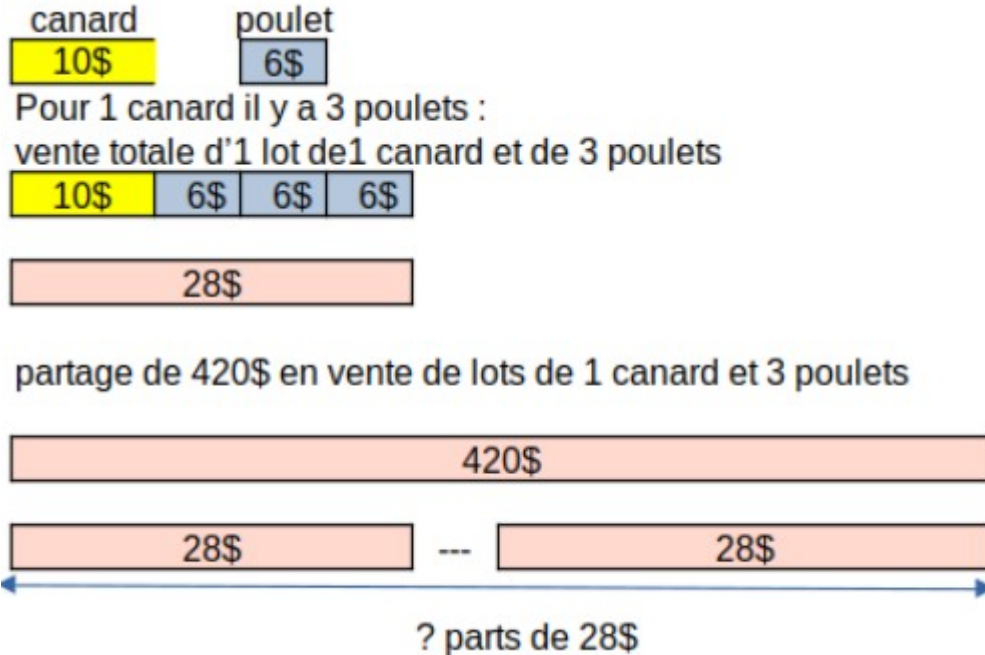 canard poulet
10$ 6$
Pour 1 canard il y a 3 poulets :
vente totale d'1 lot de1 canard et de 3 poulets
10$ 6$ 6$ 6$
28$
partage de 420$ en vente de lots de 1 canard et 3 poulets
420$
28$ --- 28$
? parts de 28$